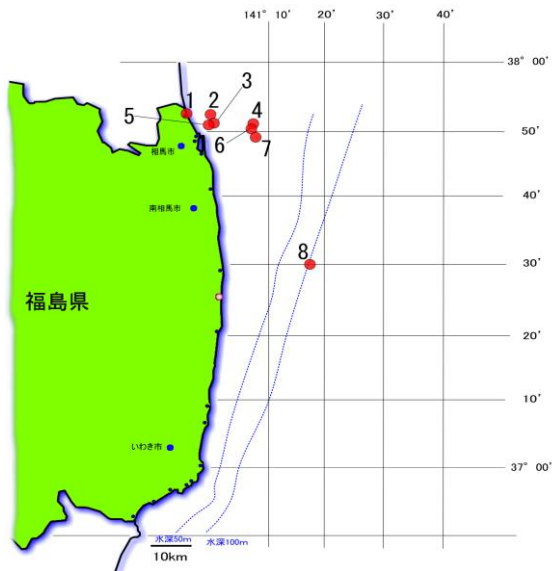 141° 10′ 20′ 30′ 40′
38° 00′
1 2 3
5 4
50′
6 7
相馬市
40′
南相馬市
8 30′
福島県
20′
10′
いわき市
37° 00′
水深50m 水深100m
10km